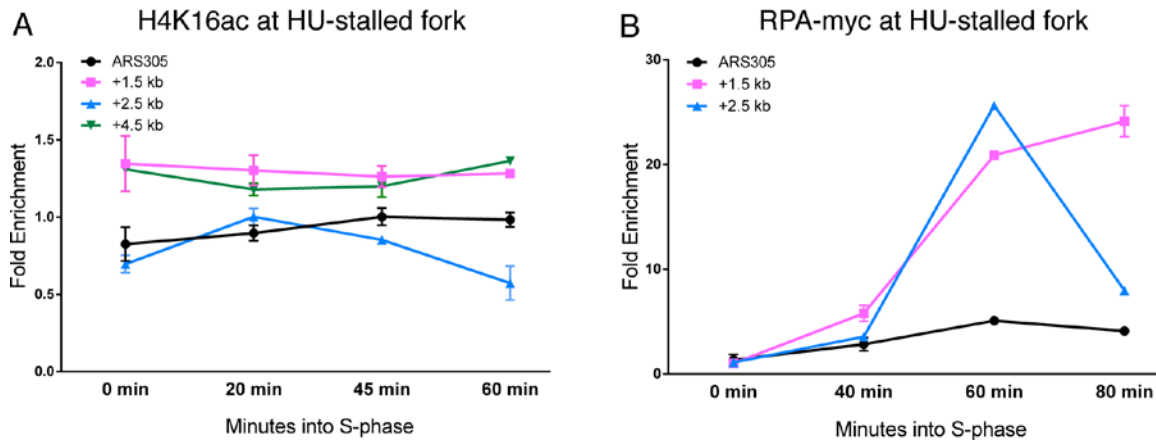 A
H4K16ac at HU-stalled fork
ARS305
+1.5 kb
+2.5 kb
+4.5 kb
Fold Enrichment
2.0
1.5
1.0
0.5
0.0
0 min 20 min 45 min 60 min
Minutes into S-phase
B
RPA-myc at HU-stalled fork
ARS305
+1.5 kb
+2.5 kb
Fold Enrichment
30
20
10
0
0 min 40 min 60 min 80 min
Minutes into S-phase